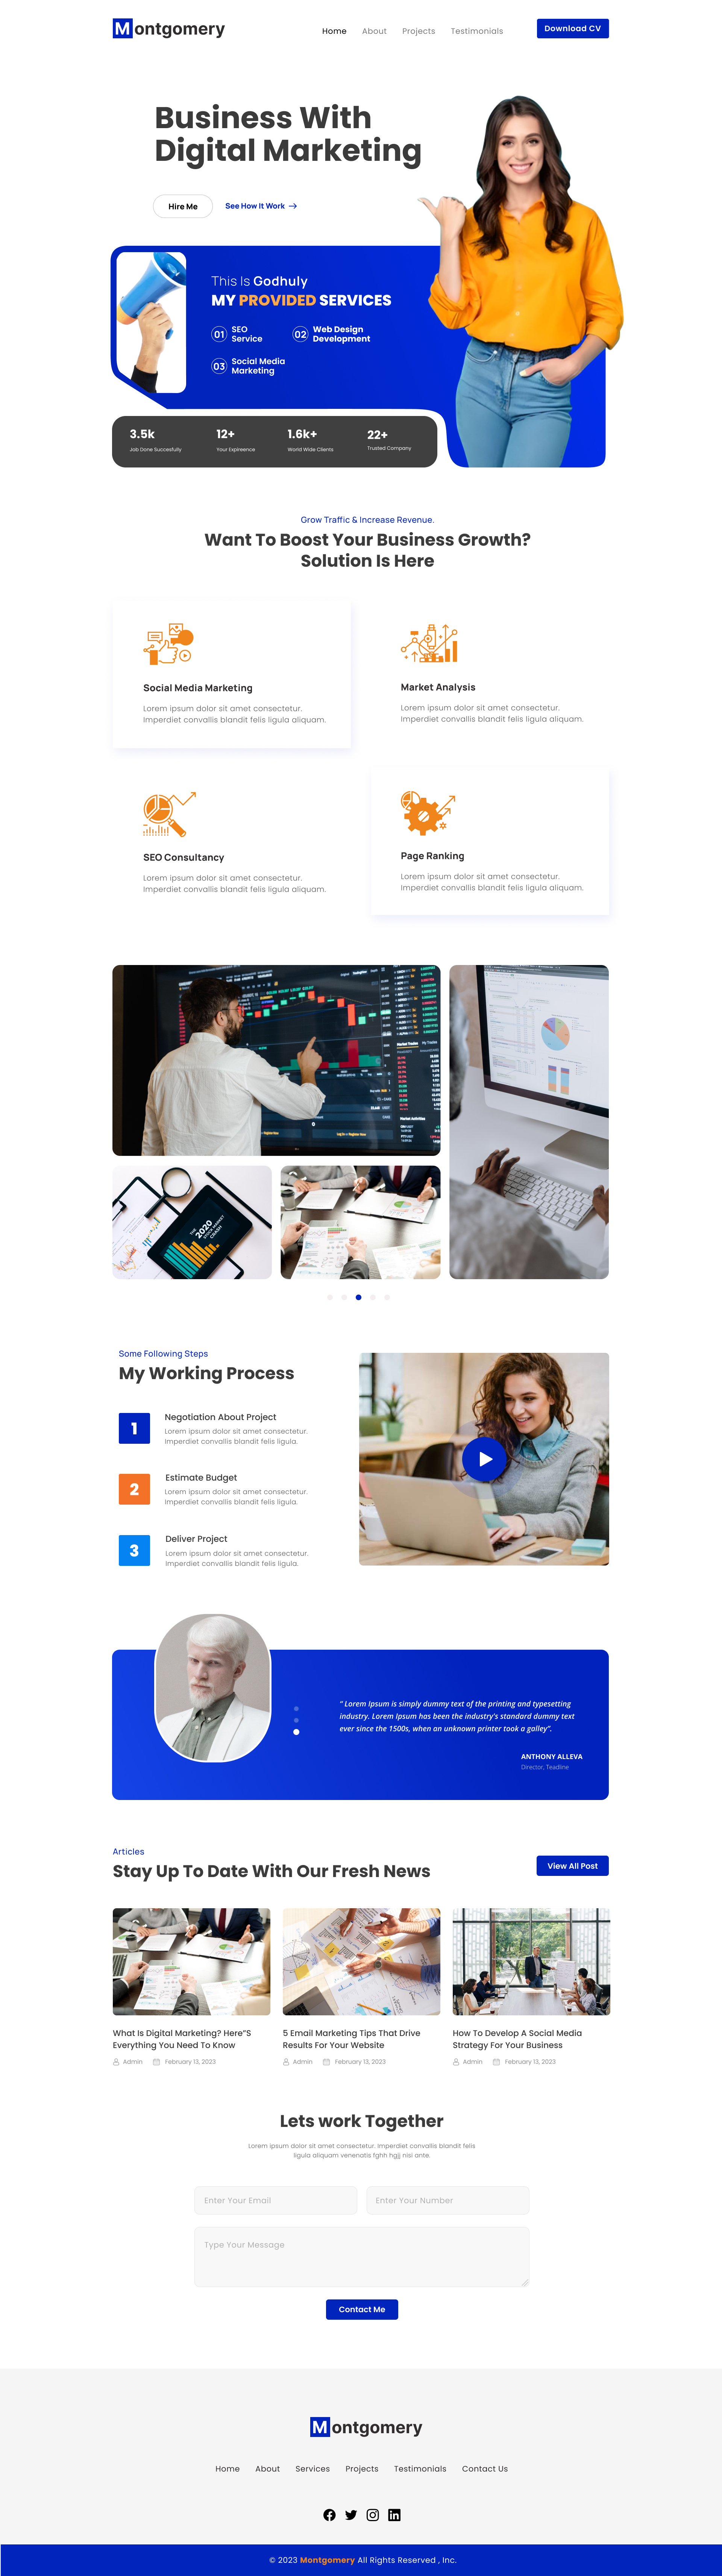 Montgomery
Home About Projects Testimonials
Download CV
Business With
Digital Marketing
Hire Me
See How It Work
This Is Godhuly
MY PROVIDED SERVICES
01 SEO
Service
02 Web Design
Development
03 Social Media
Marketing
3.5k
Job Done Succesfully
12+
Your Expireence
1.6k+
World Wide Clients
22+
Trusted Company
Grow Traffic & Increase Revenue.
Want To Boost Your Business Growth?
Solution Is Here
Social Media Marketing
Lorem ipsum dolor sit amet consectetur.
Imperdiet convallis blandit felis ligula aliquam.
Market Analysis
Lorem ipsum dolor sit amet consectetur.
Imperdiet convallis blandit felis ligula aliquam.
SEO Consultancy
Lorem ipsum dolor sit amet consectetur.
Imperdiet convallis blandit felis ligula aliquam.
Page Ranking
Lorem ipsum dolor sit amet consectetur.
Imperdiet convallis blandit felis ligula aliquam.
THE
2020
STOCK MARKET
CRASH
Some Following Steps
My Working Process
1
Negotiation About Project
Lorem ipsum dolor sit amet consectetur.
Imperdiet convallis blandit felis ligula.
2
Estimate Budget
Lorem ipsum dolor sit amet consectetur.
Imperdiet convallis blandit felis ligula.
3
Deliver Project
Lorem ipsum dolor sit amet consectetur.
Imperdiet convallis blandit felis ligula.
“ Lorem Ipsum is simply dummy text of the printing and typesetting
industry. Lorem Ipsum has been the industry's standard dummy text
ever since the 1500s, when an unknown printer took a galley”.
ANTHONY ALLEVA
Director, Teadline
Articles
Stay Up To Date With Our Fresh News
View All Post
What Is Digital Marketing? Here”S
Everything You Need To Know
Admin February 13, 2023
5 Email Marketing Tips That Drive
Results For Your Website
Admin February 13, 2023
How To Develop A Social Media
Strategy For Your Business
Admin February 13, 2023
Lets work Together
Lorem ipsum dolor sit amet consectetur. Imperdiet convallis blandit felis
ligula aliquam venenatis fghh hgjj nisi ante.
Enter Your Email
Enter Your Number
Type Your Message
Contact Me
Montgomery
Home About Services Projects Testimonials Contact Us
© 2023 Montgomery All Rights Reserved , Inc.